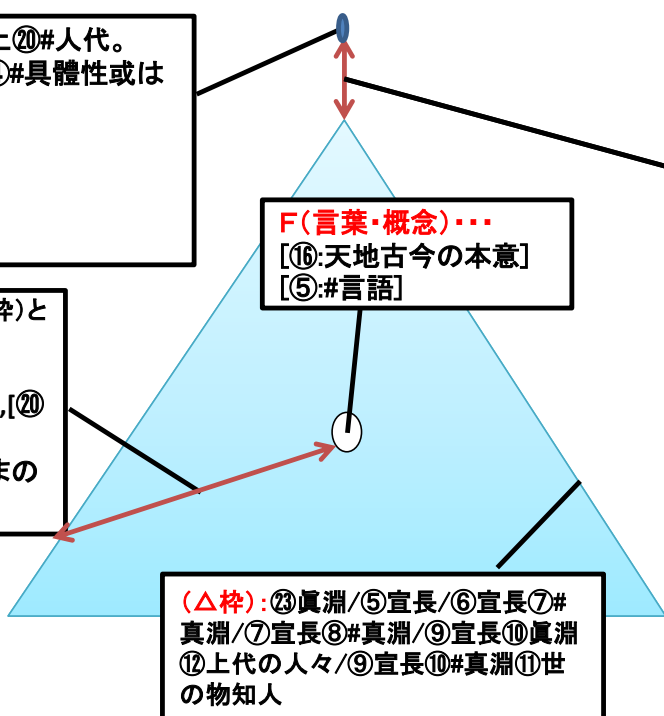 上⑳#人代。
#具體性或は
F(言葉・概念)・・・
[⑯:天地古今の本意]
[⑤:#言語]
枠)と
,[⑳
まの
(△枠):㉓眞淵/⑤宣長/⑥宣長⑦#
真淵/⑦宣長⑧#真淵/⑨宣長⑩眞淵
⑫上代の人々/⑨宣長⑩#真淵⑪世
の物知人